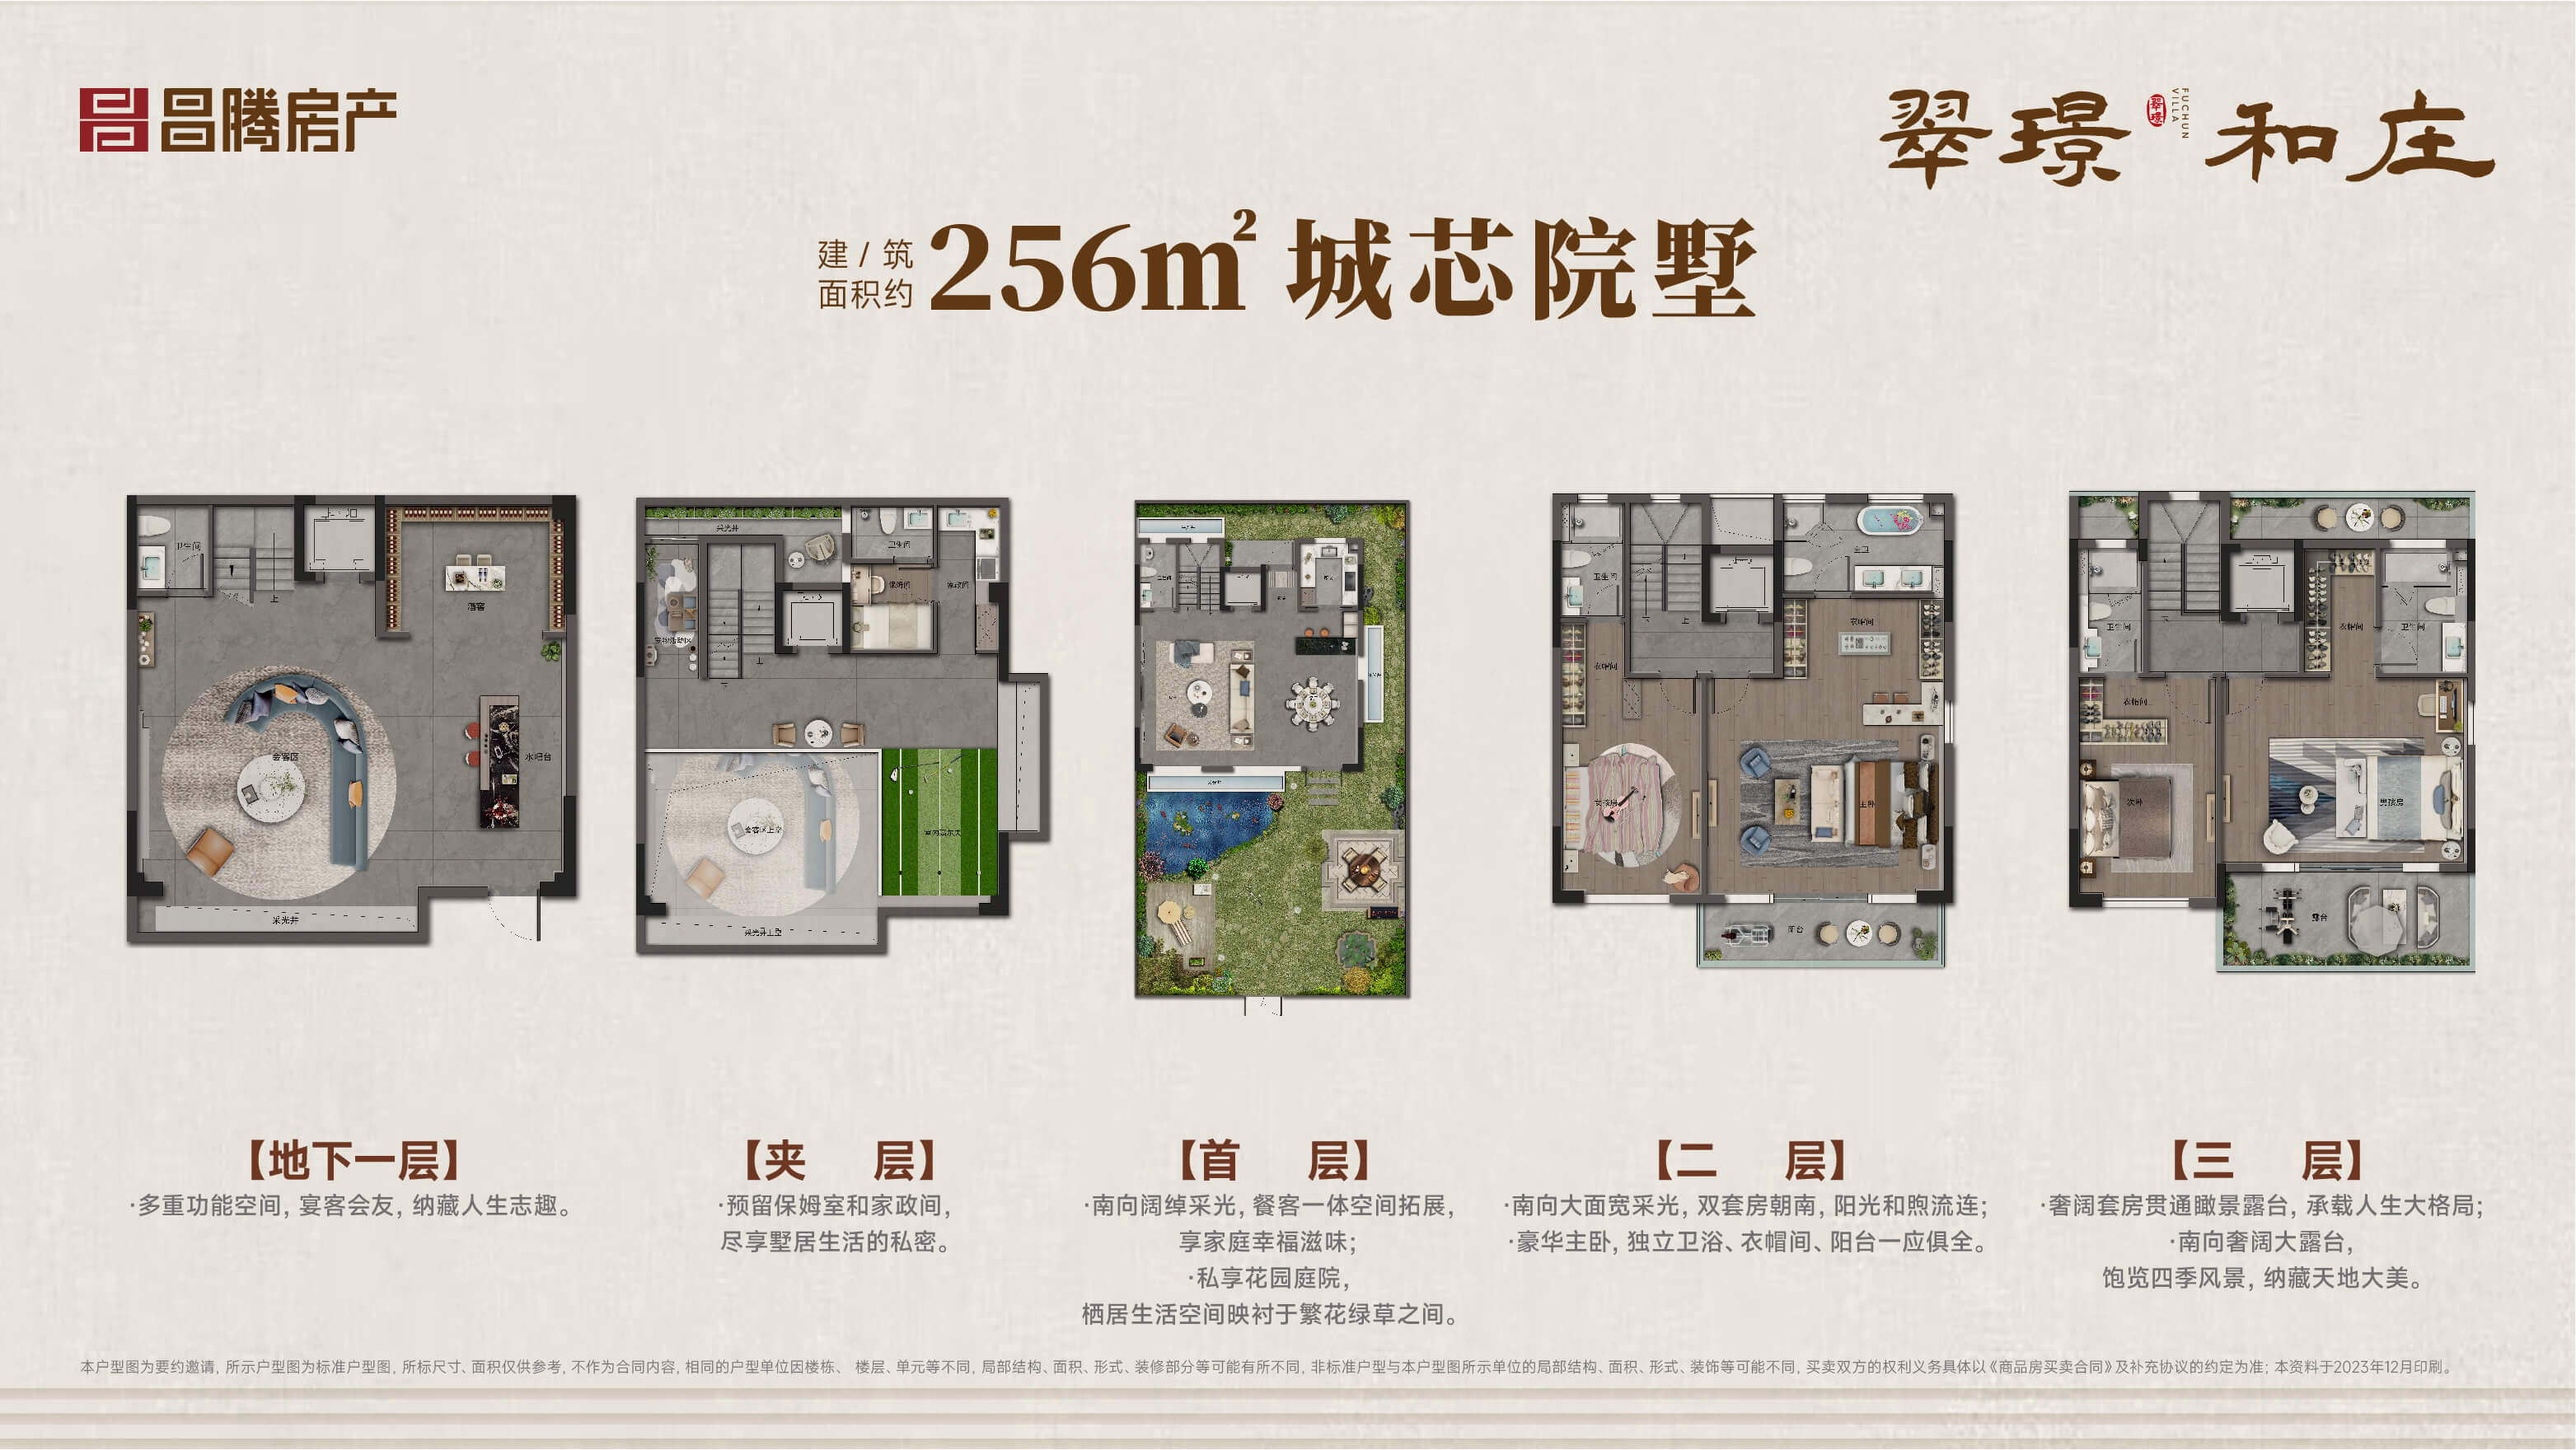 昌腾房产
翠璟 和庄
翠璟
FUCHUN
VILLA
建/筑
面积约
256m² 城芯院墅
卫生间
上
酒窖
会客区
水吧台
采光井
采光井
卫生间
保姆间
家政间
上
会客区上空
室内高尔夫
采光井上空
卫生间
主卫
上
衣帽间
衣帽间
女孩房
主卧
阳台
卫生间
衣帽间
卫生间
衣帽间
次卧
男孩房
露台
【地下一层】
·多重功能空间, 宴客会友, 纳藏人生志趣。
【夹 层】
·预留保姆室和家政间,
尽享墅居生活的私密。
【首 层】
·南向阔绰采光, 餐客一体空间拓展,
享家庭幸福滋味;
·私享花园庭院,
栖居生活空间映衬于繁花绿草之间。
【二 层】
·南向大面宽采光, 双套房朝南, 阳光和煦流连;
·豪华主卧, 独立卫浴、衣帽间、阳台一应俱全。
【三 层】
·奢阔套房贯通瞰景露台, 承载人生大格局;
·南向奢阔大露台,
饱览四季风景, 纳藏天地大美。
本户型图为要约邀请, 所示户型图为标准户型图, 所标尺寸、面积仅供参考, 不作为合同内容, 相同的户型单位因楼栋、 楼层、单元等不同, 局部结构、面积、形式、装修部分等可能有所不同, 非标准户型与本户型图所示单位的局部结构、面积、形式、装饰等可能不同, 买卖双方的权利义务具体以《商品房买卖合同》及补充协议的约定为准; 本资料于2023年12月印刷。